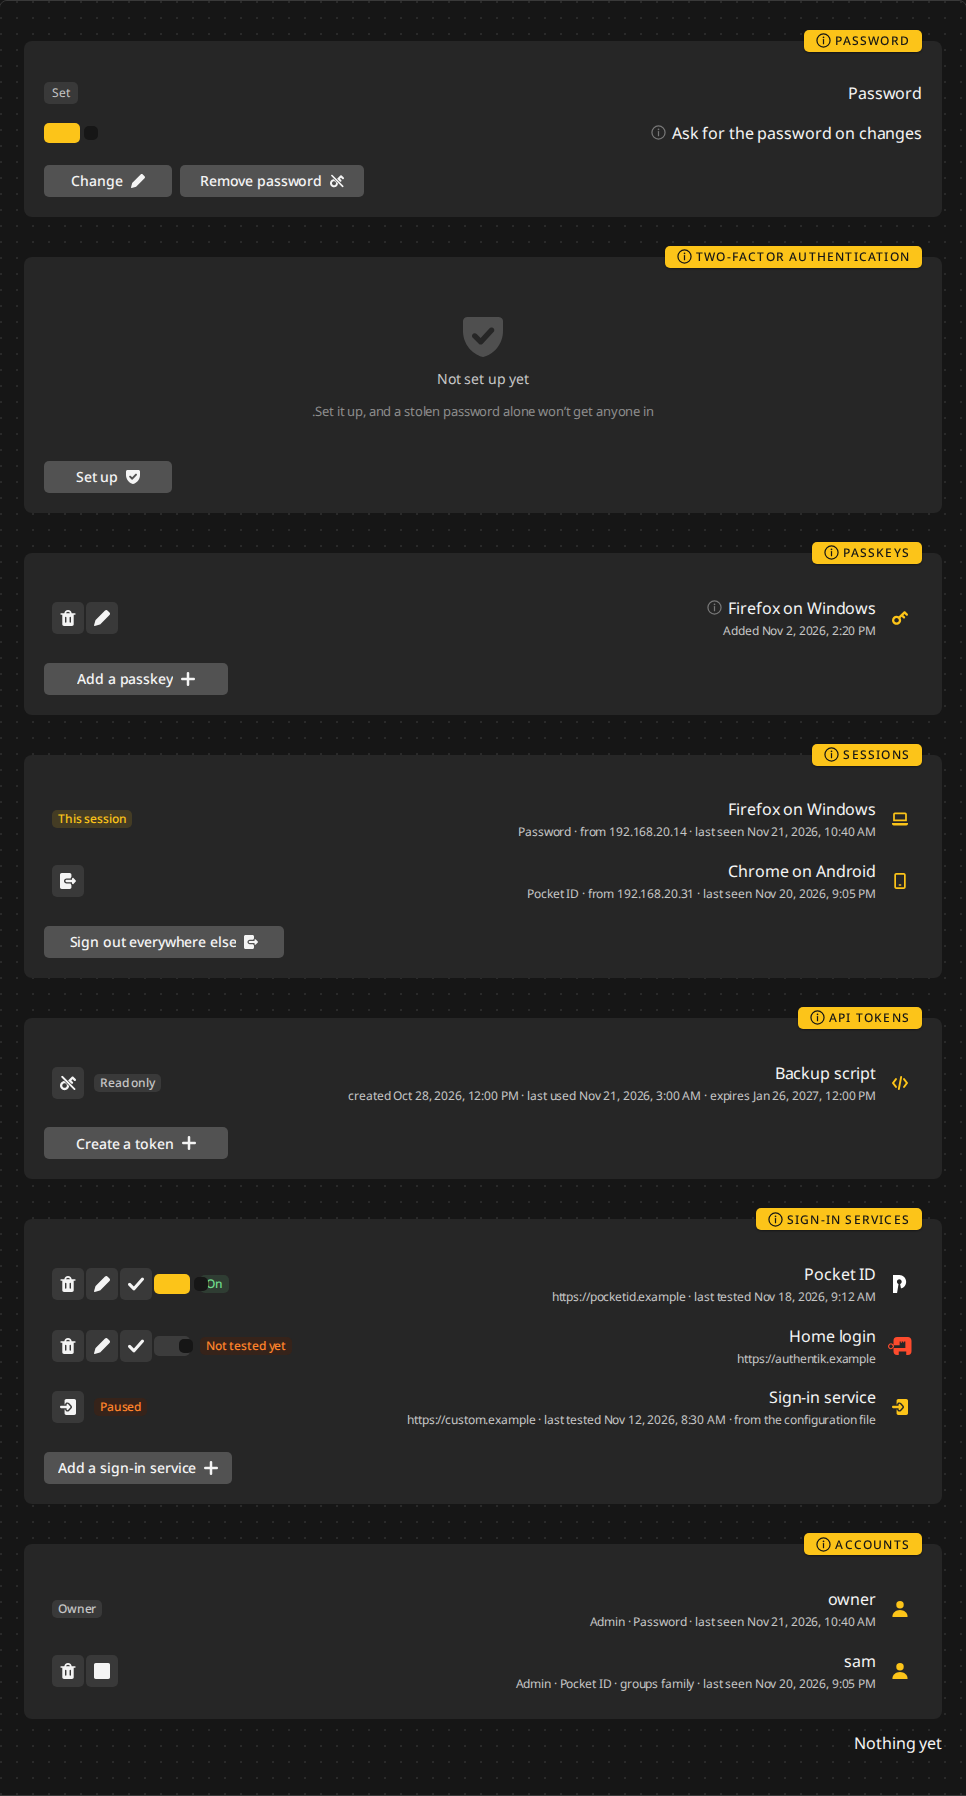 PASSWORD
Password
Set
Ask for the password on changes
Remove password
Change
TWO-FACTOR AUTHENTICATION
Not set up yet
.Set it up, and a stolen password alone won't get anyone in
Set up
PASSKEYS
Firefox on Windows
Added Nov 2, 2026, 2:20 PM
Add a passkey
SESSIONS
Firefox on Windows
Password · from 192.168.20.14 · last seen Nov 21, 2026, 10:40 AM
This session
Chrome on Android
Pocket ID · from 192.168.20.31 · last seen Nov 20, 2026, 9:05 PM
Sign out everywhere else
API TOKENS
Backup script
created Oct 28, 2026, 12:00 PM · last used Nov 21, 2026, 3:00 AM · expires Jan 26, 2027, 12:00 PM
Read only
Create a token
SIGN-IN SERVICES
Pocket ID
https://pocketid.example · last tested Nov 18, 2026, 9:12 AM
On
Home login
https://authentik.example
Not tested yet
Sign-in service
https://custom.example · last tested Nov 12, 2026, 8:30 AM · from the configuration file
Paused
Add a sign-in service
ACCOUNTS
owner
Admin · Password · last seen Nov 21, 2026, 10:40 AM
Owner
sam
Admin · Pocket ID · groups family · last seen Nov 20, 2026, 9:05 PM
Nothing yet